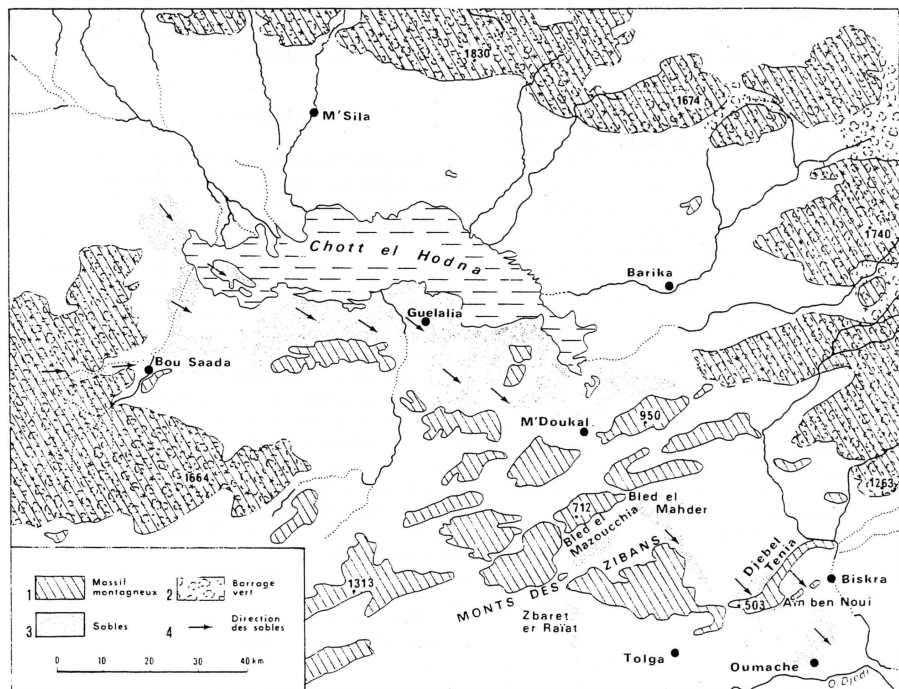 1830
1674
M'Sila
1740
Chott el Hodna
Barika
Guelalia
Bou Saada
950
M'Doukal
1664
1263
712
Bled el
Mahder
Bled el
Mazoucchia
MONTS DES ZIBANS
Djebel
Tenia
1313
Biskra
503
Aïn ben Noui
Zbaret
er Raïat
Tolga
Oumache
O. Djedi
1 Massif
montagneux
2 Barrage
vert
3 Sables
4 Direction
des sables
0 10 20 30 40 km